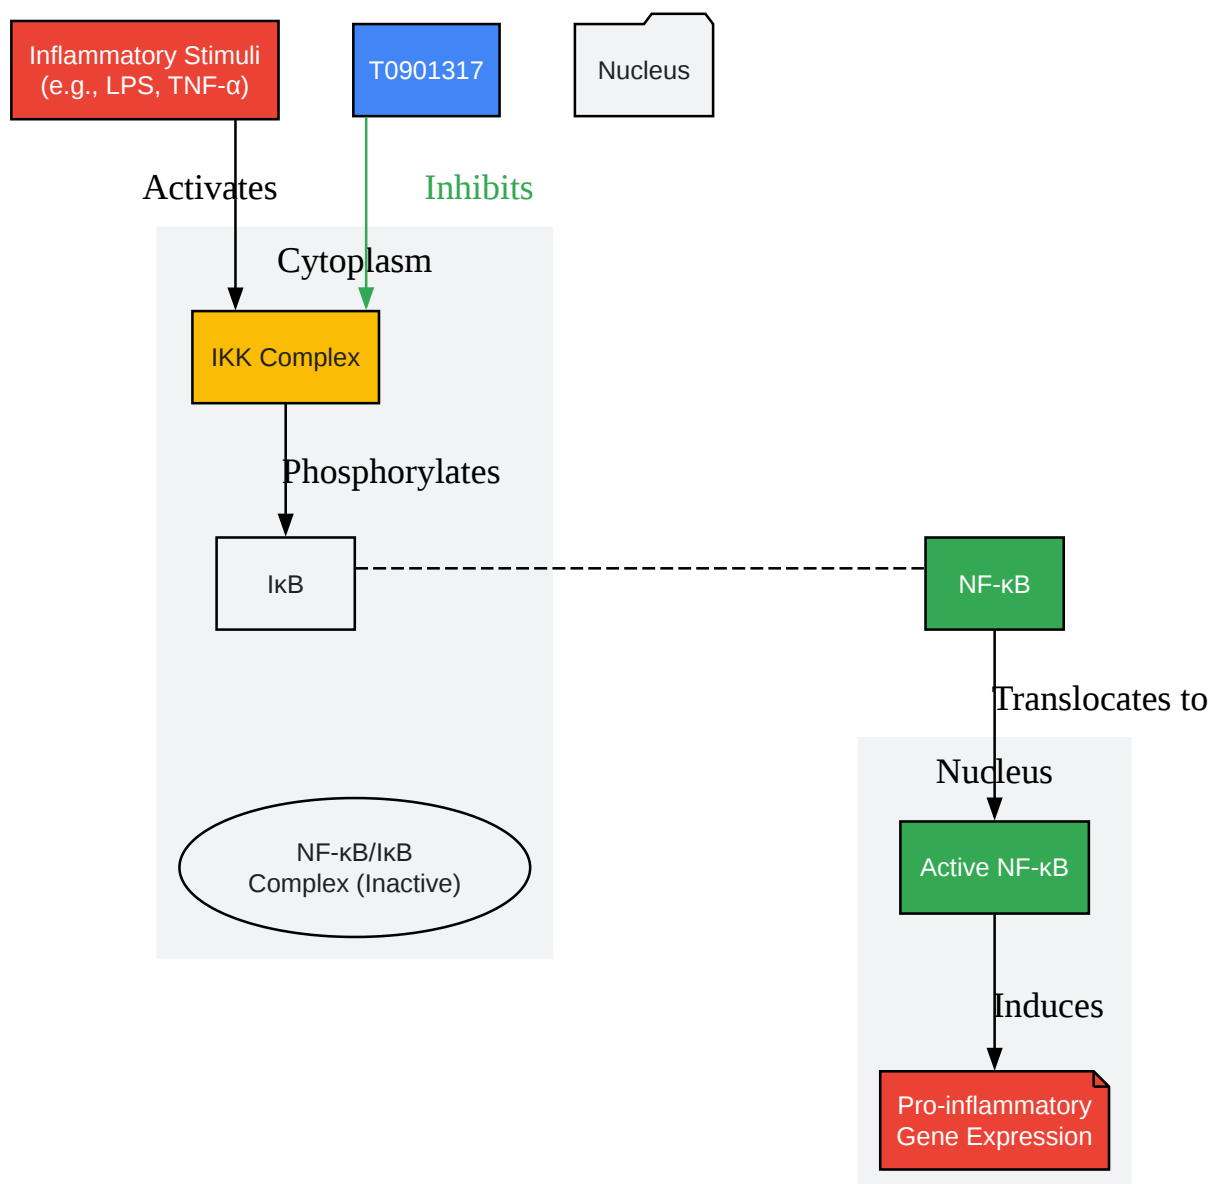 Inflammatory Stimuli
(e.g., LPS, TNF-α)
T0901317
Nucleus
Activates
Inhibits
Cytoplasm
IKK Complex
Phosphorylates
IκB
NF-κB
Translocates to
Nucleus
NF-κB/IκB
Complex (Inactive)
Active NF-κB
Induces
Pro-inflammatory
Gene Expression